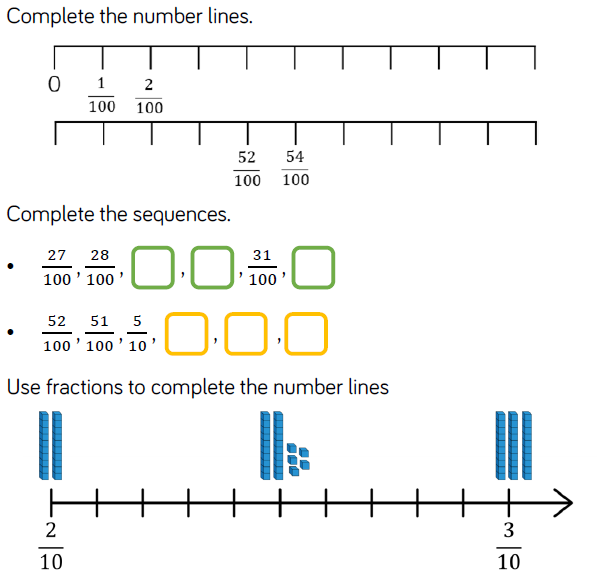 Complete the number lines.
0 1/100 2/100
52/100 54/100
Complete the sequences.
• 27/100, 28/100, , , 31/100,
• 52/100, 51/100, 5/10, , ,
Use fractions to complete the number lines
2/10 3/10